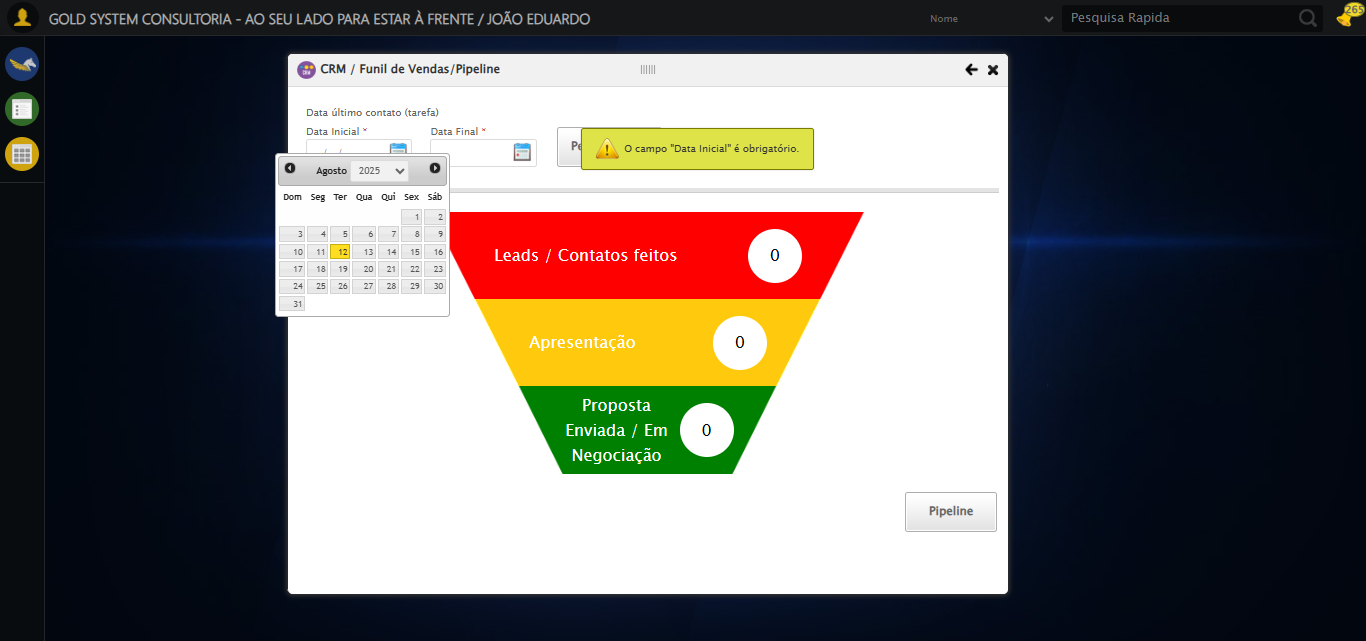 GOLD SYSTEM CONSULTORIA - AO SEU LADO PARA ESTAR À FRENTE / JOÃO EDUARDO
Nome
Pesquisa Rapida
265
CRM / Funil de Vendas/Pipeline
Data último contato (tarefa)
Data Inicial *
Data Final *
__/__/____
Pe
O campo "Data Inicial" é obrigatório.
Agosto 2025
Dom Seg Ter Qua Qui Sex Sáb
1 2
3 4 5 6 7 8 9
10 11 12 13 14 15 16
17 18 19 20 21 22 23
24 25 26 27 28 29 30
31
Leads / Contatos feitos
0
Apresentação
0
Proposta
Enviada / Em
Negociação
0
Pipeline